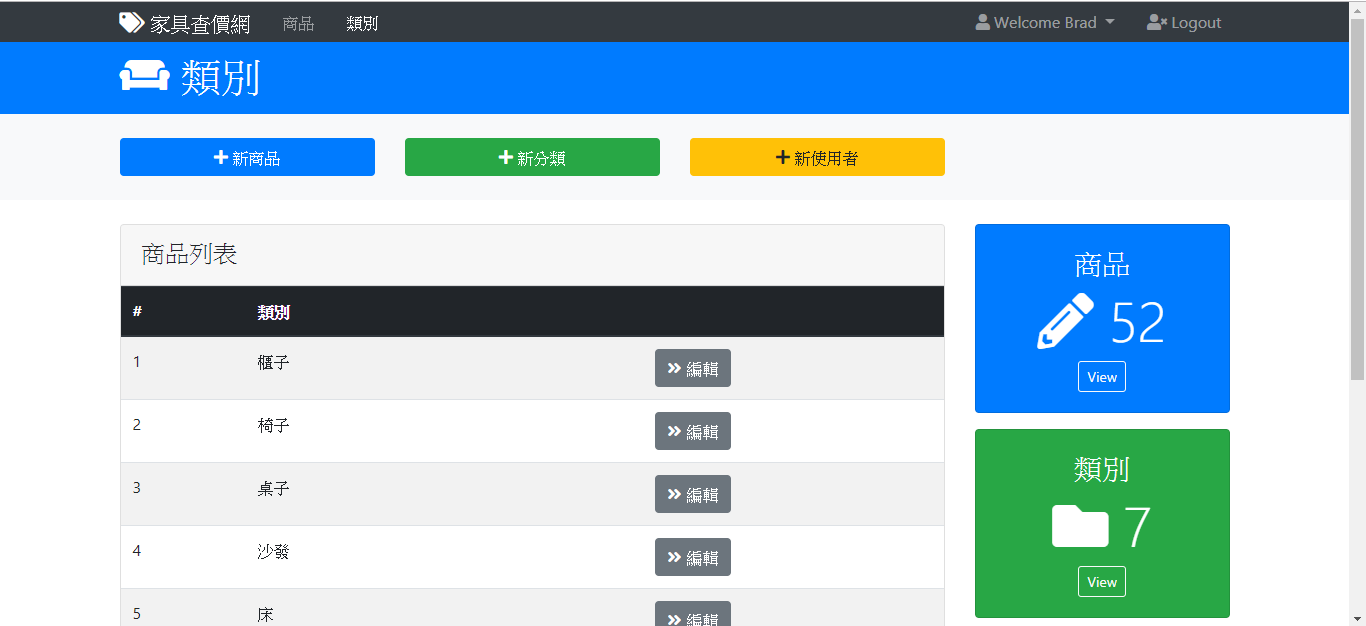 家具查價網 商品 類別 Welcome Brad Logout
類別
新商品 新分類 新使用者
商品列表
# 類別
1 櫃子 編輯
2 椅子 編輯
3 桌子 編輯
4 沙發 編輯
5 床 編輯
商品
52
View
類別
7
View